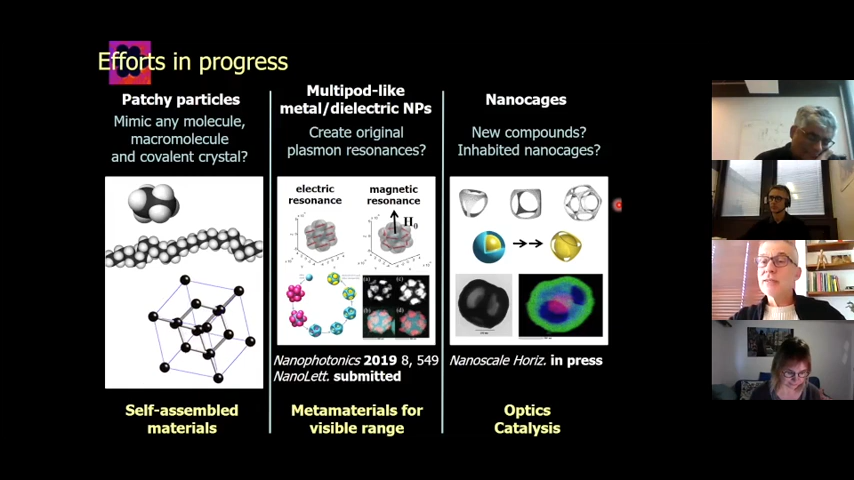 Efforts in progress
Patchy particles
Mimic any molecule,
macromolecule
and covalent crystal?
Self-assembled
materials
Multipod-like
metal/dielectric NPs
Create original
plasmon resonances?
electric
resonance
magnetic
resonance
H₀
(a)
(c)
(b)
(d)
Nanophotonics 2019 8, 549
NanoLett. submitted
Metamaterials for
visible range
Nanocages
New compounds?
Inhabited nanocages?
Nanoscale Horiz. in press
Optics
Catalysis